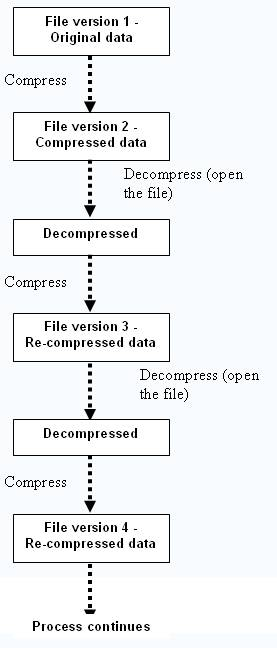 File version 1 -
Original data
Compress
File version 2 -
Compressed data
Decompress (open
the file)
Decompressed
Compress
File version 3 -
Re-compressed data
Decompress (open
the file)
Decompressed
Compress
File version 4 -
Re-compressed data
Process continues